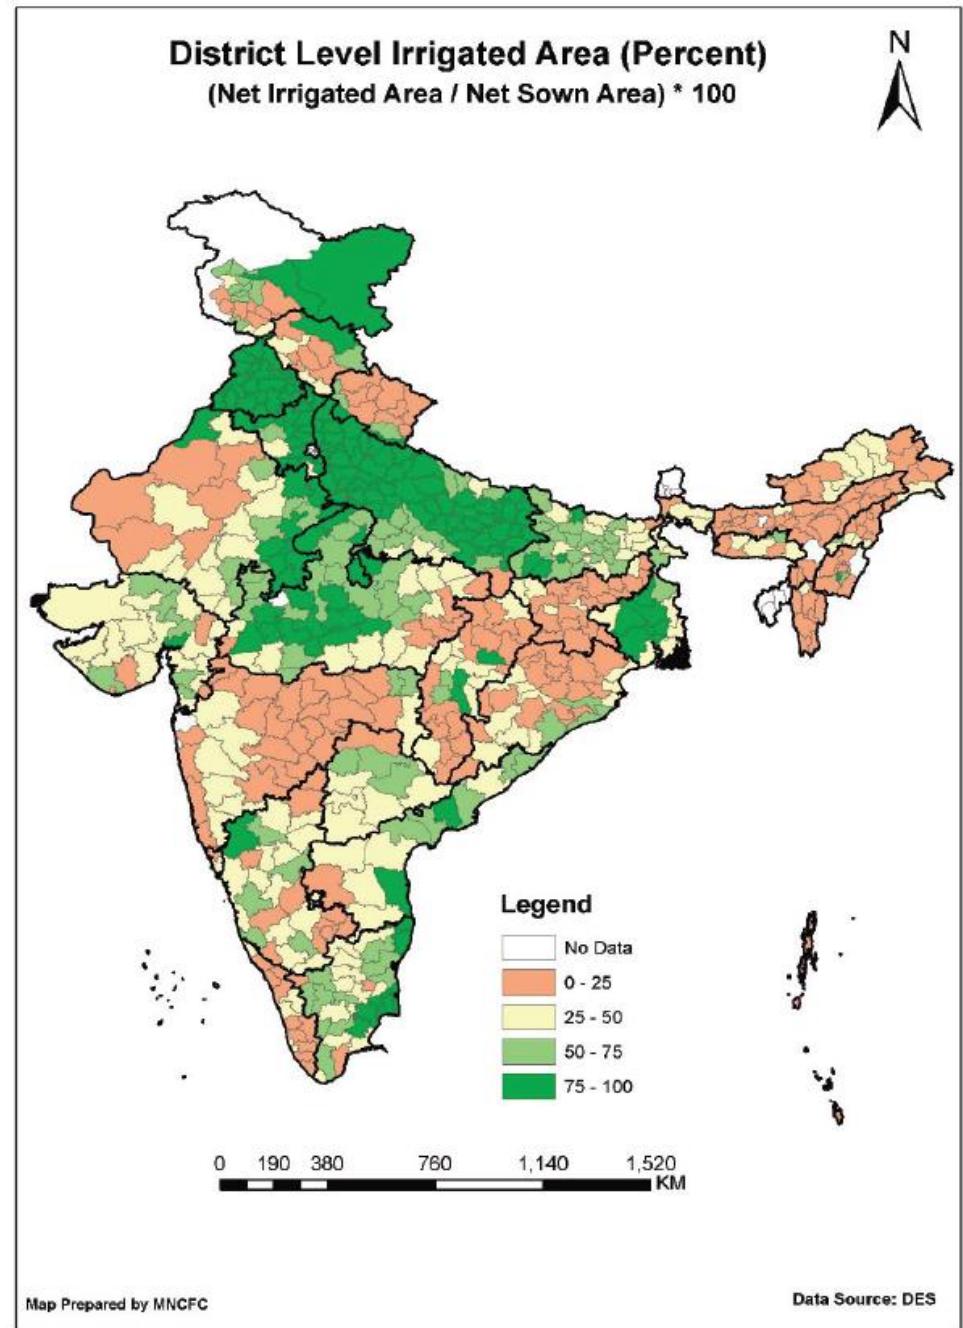 District Level Irrigated Area (Percent)
(Net Irrigated Area / Net Sown Area) * 100
N
Legend
No Data
0 - 25
25 - 50
50 - 75
75 - 100
0 190 380 760 1,140 1,520
KM
Map Prepared by MNCFC
Data Source: DES